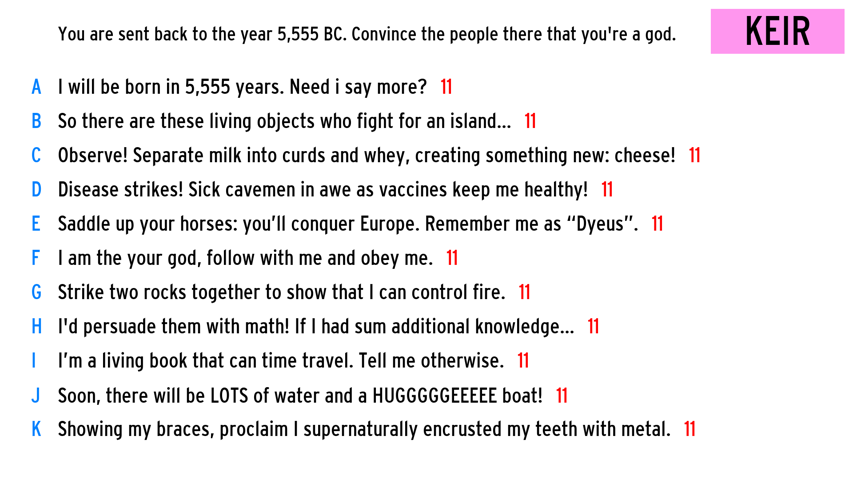 You are sent back to the year 5,555 BC. Convince the people there that you're a god.
KEIR
A I will be born in 5,555 years. Need i say more? 11
B So there are these living objects who fight for an island... 11
C Observe! Separate milk into curds and whey, creating something new: cheese! 11
D Disease strikes! Sick cavemen in awe as vaccines keep me healthy! 11
E Saddle up your horses: you’ll conquer Europe. Remember me as “Dyeus”. 11
F I am the your god, follow with me and obey me. 11
G Strike two rocks together to show that I can control fire. 11
H I'd persuade them with math! If I had sum additional knowledge... 11
I I’m a living book that can time travel. Tell me otherwise. 11
J Soon, there will be LOTS of water and a HUGGGGGEEEEE boat! 11
K Showing my braces, proclaim I supernaturally encrusted my teeth with metal. 11